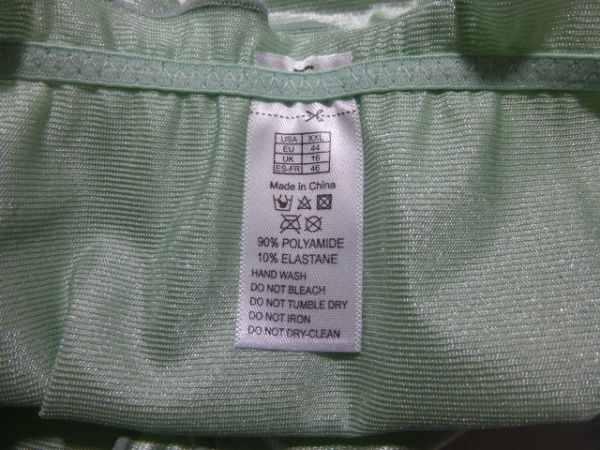 USA XXL
EU 44
UK 16
ES-FR 46
Made in China
90% POLYAMIDE
10% ELASTANE
HAND WASH
DO NOT BLEACH
DO NOT TUMBLE DRY
DO NOT IRON
DO NOT DRY-CLEAN